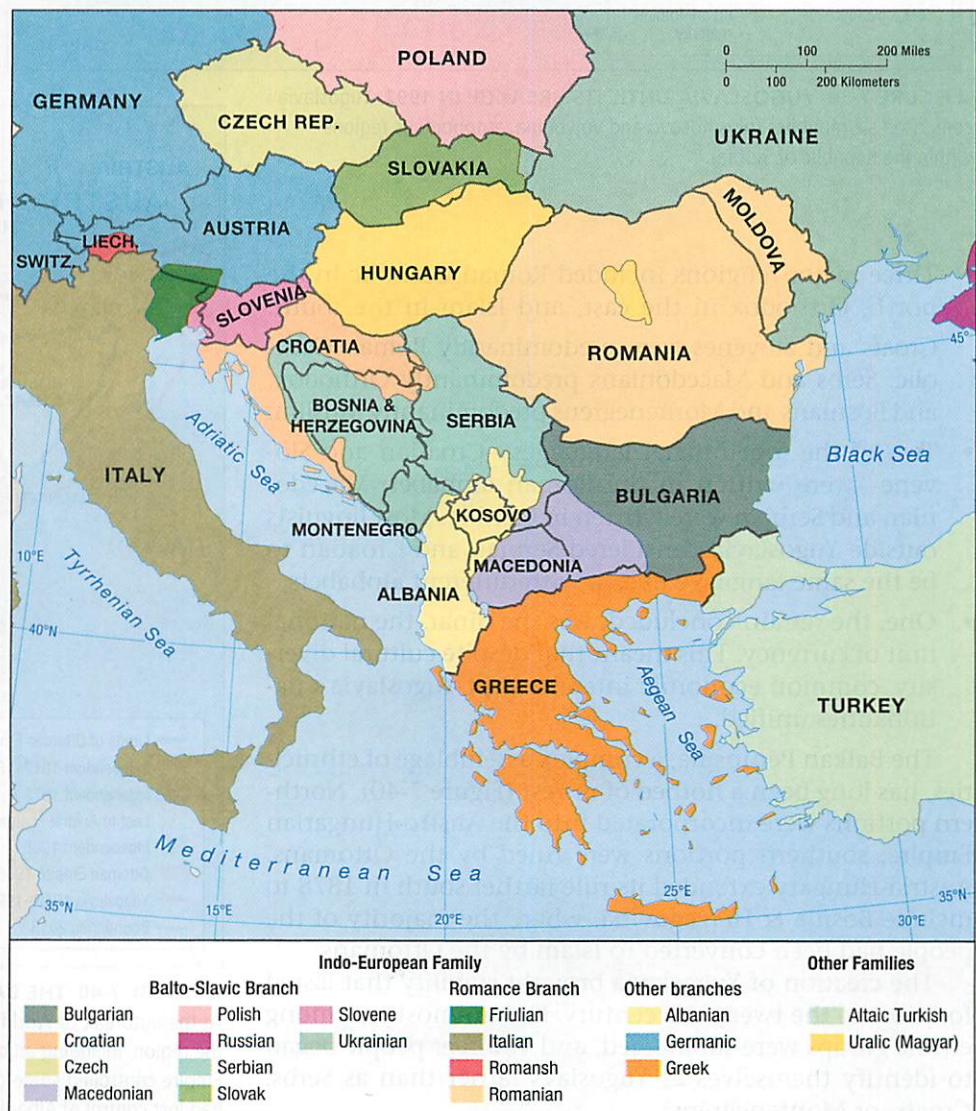 0 100 200 Miles
0 100 200 Kilometers
POLAND
GERMANY
CZECH REP.
UKRAINE
SLOVAKIA
MOLDOVA
AUSTRIA
LIECH.
SWITZ.
HUNGARY
SLOVENIA
45°
ROMANIA
CROATIA
BOSNIA &
HERZEGOVINA
SERBIA
Adriatic Sea
Black Sea
ITALY
BULGARIA
KOSOVO
MONTENEGRO
10°E
MACEDONIA
Tyrrhenian Sea
ALBANIA
40°N
GREECE
Aegean Sea
TURKEY
Mediterranean Sea
35°N
15°E
20°E
25°E
30°E
35°N
Indo-European Family
Other Families
Balto-Slavic Branch
Romance Branch
Other branches
Bulgarian
Croatian
Czech
Macedonian
Polish
Russian
Serbian
Slovak
Slovene
Ukrainian
Friulian
Italian
Romansh
Romanian
Albanian
Germanic
Greek
Altaic Turkish
Uralic (Magyar)